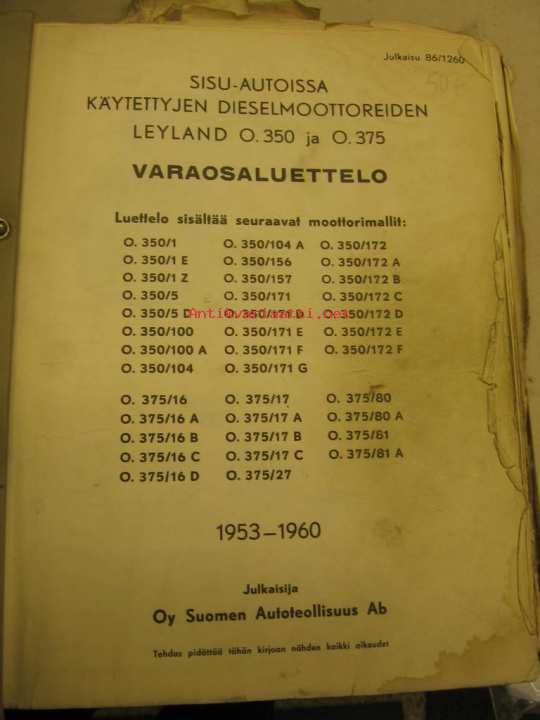 Julkaisu 86/1260
SISU-AUTOISSA
KÄYTETTYJEN DIESELMOOTTOREIDEN
LEYLAND O. 350 ja O. 375
VARAOSALUETTELO
Luettelo sisältää seuraavat moottorimallit:
O. 350/1 O. 350/104 A O. 350/172
O. 350/1 E O. 350/156 O. 350/172 A
O. 350/1 Z O. 350/157 O. 350/172 B
O. 350/5 O. 350/171 O. 350/172 C
O. 350/5 D O. 350/171 D O. 350/172 D
O. 350/100 O. 350/171 E O. 350/172 E
O. 350/100 A O. 350/171 F O. 350/172 F
O. 350/104 O. 350/171 G
O. 375/16 O. 375/17 O. 375/80
O. 375/16 A O. 375/17 A O. 375/80 A
O. 375/16 B O. 375/17 B O. 375/81
O. 375/16 C O. 375/17 C O. 375/81 A
O. 375/16 D O. 375/27
1953–1960
Julkaisija
Oy Suomen Autoteollisuus Ab
Tehdas pidättää tähän kirjaan nähden kaikki oikeudet